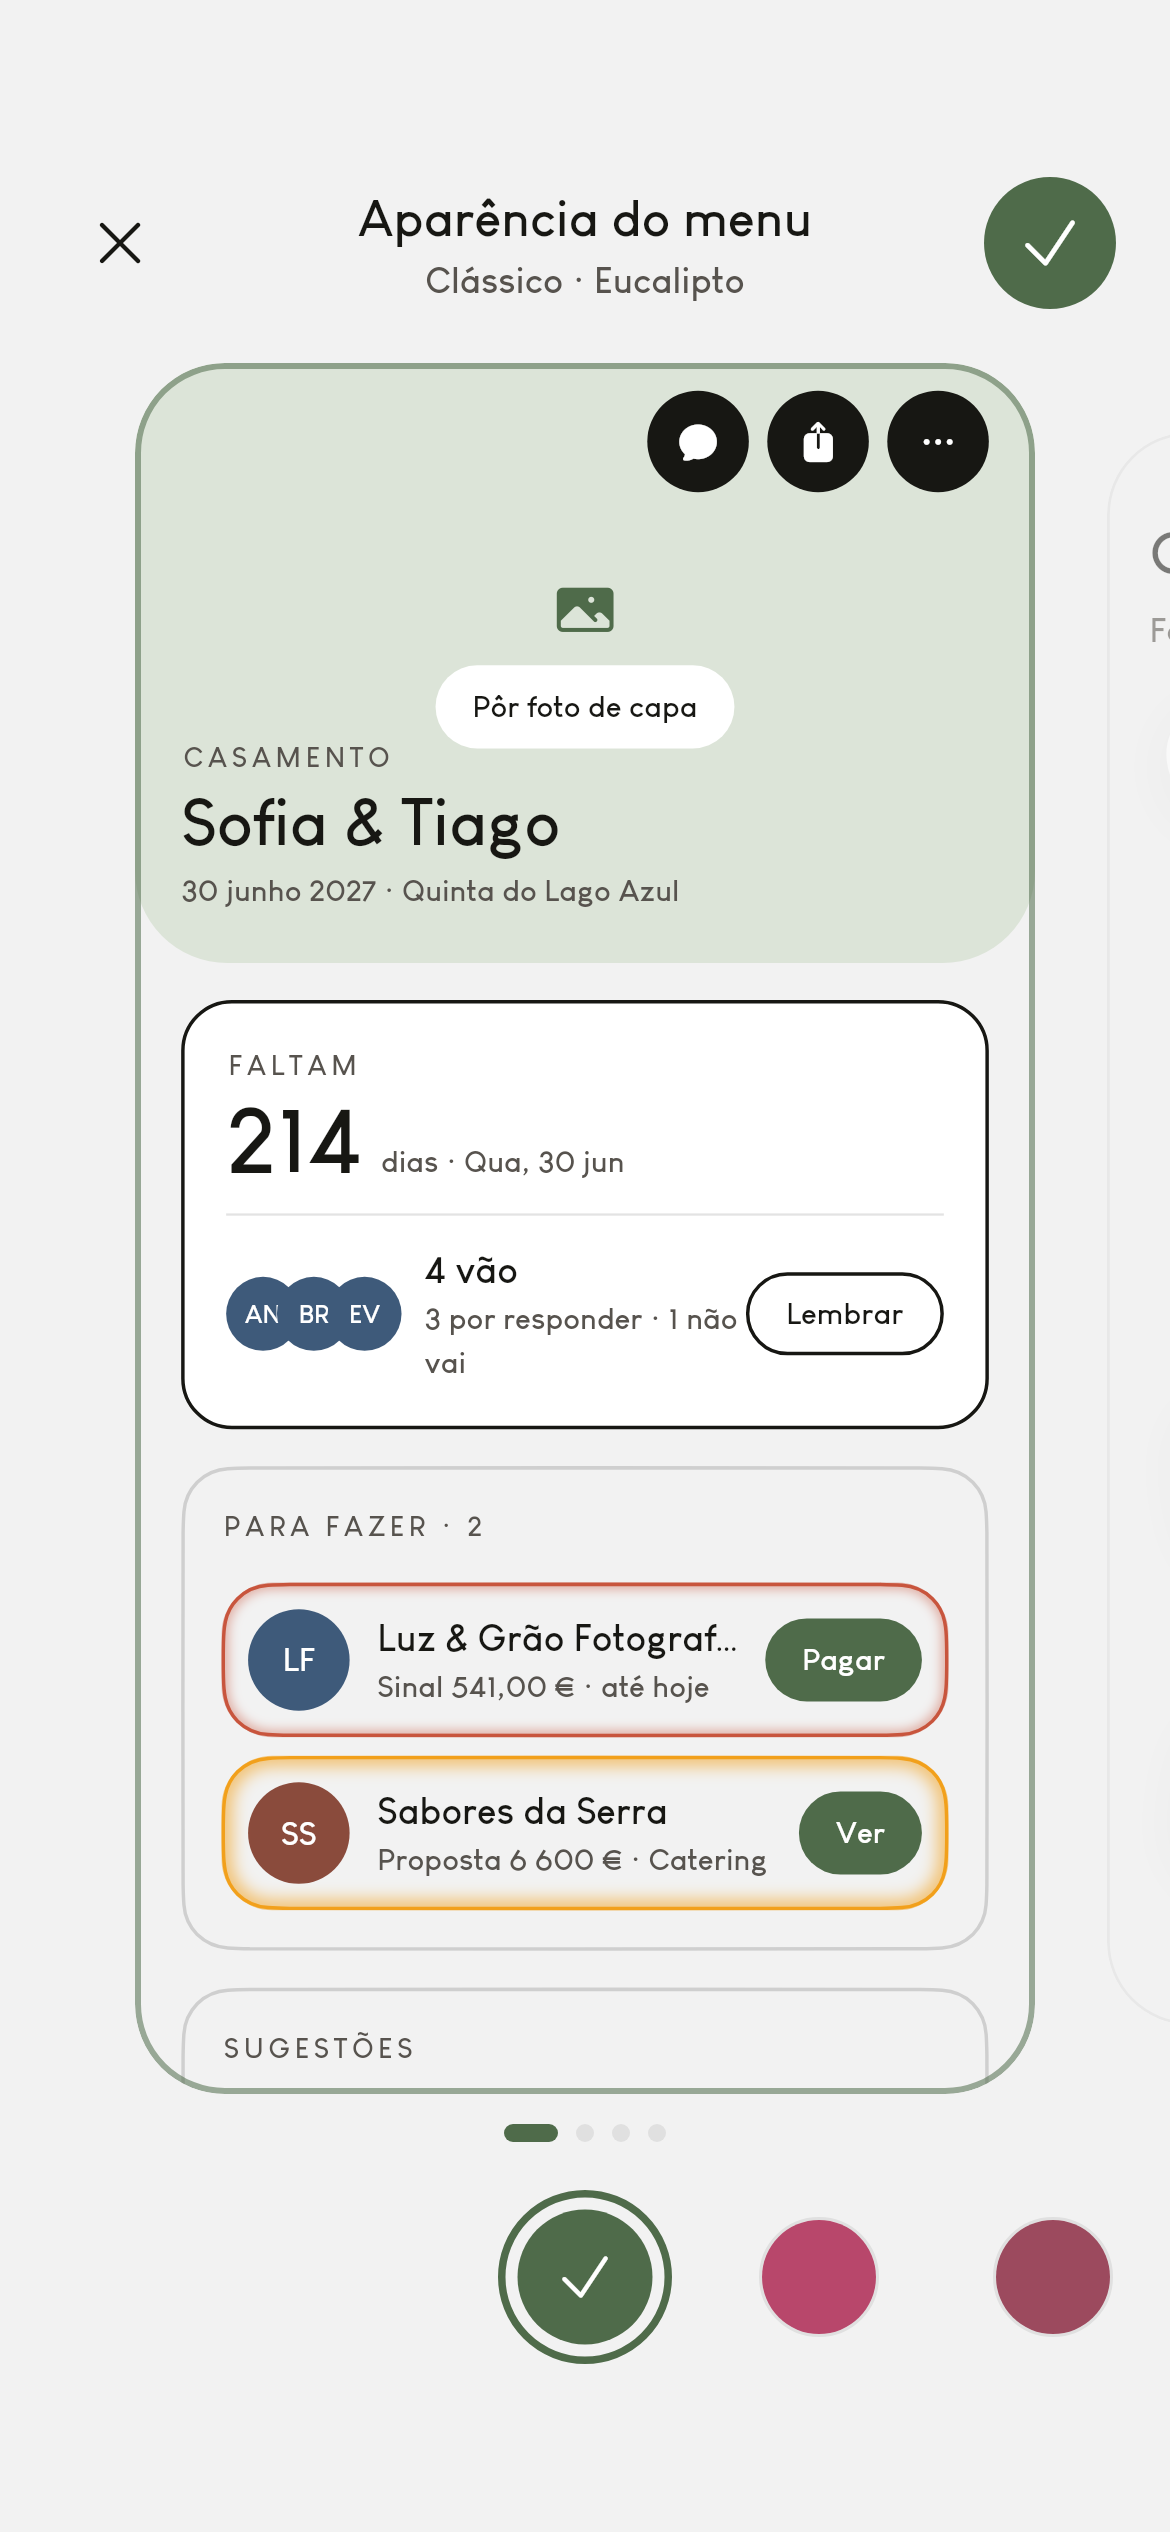 Aparência do menu
Clássico · Eucalipto
Pôr foto de capa
CASAMENTO
Sofia & Tiago
30 junho 2027 · Quinta do Lago Azul
FALTAM
214 dias · Qua, 30 jun
AN BR EV
4 vão
3 por responder · 1 não
vai
Lembrar
PARA FAZER · 2
LF
Luz & Grão Fotograf...
Sinal 541,00 € · até hoje
Pagar
SS
Sabores da Serra
Proposta 6 600 € · Catering
Ver
SUGESTÕES